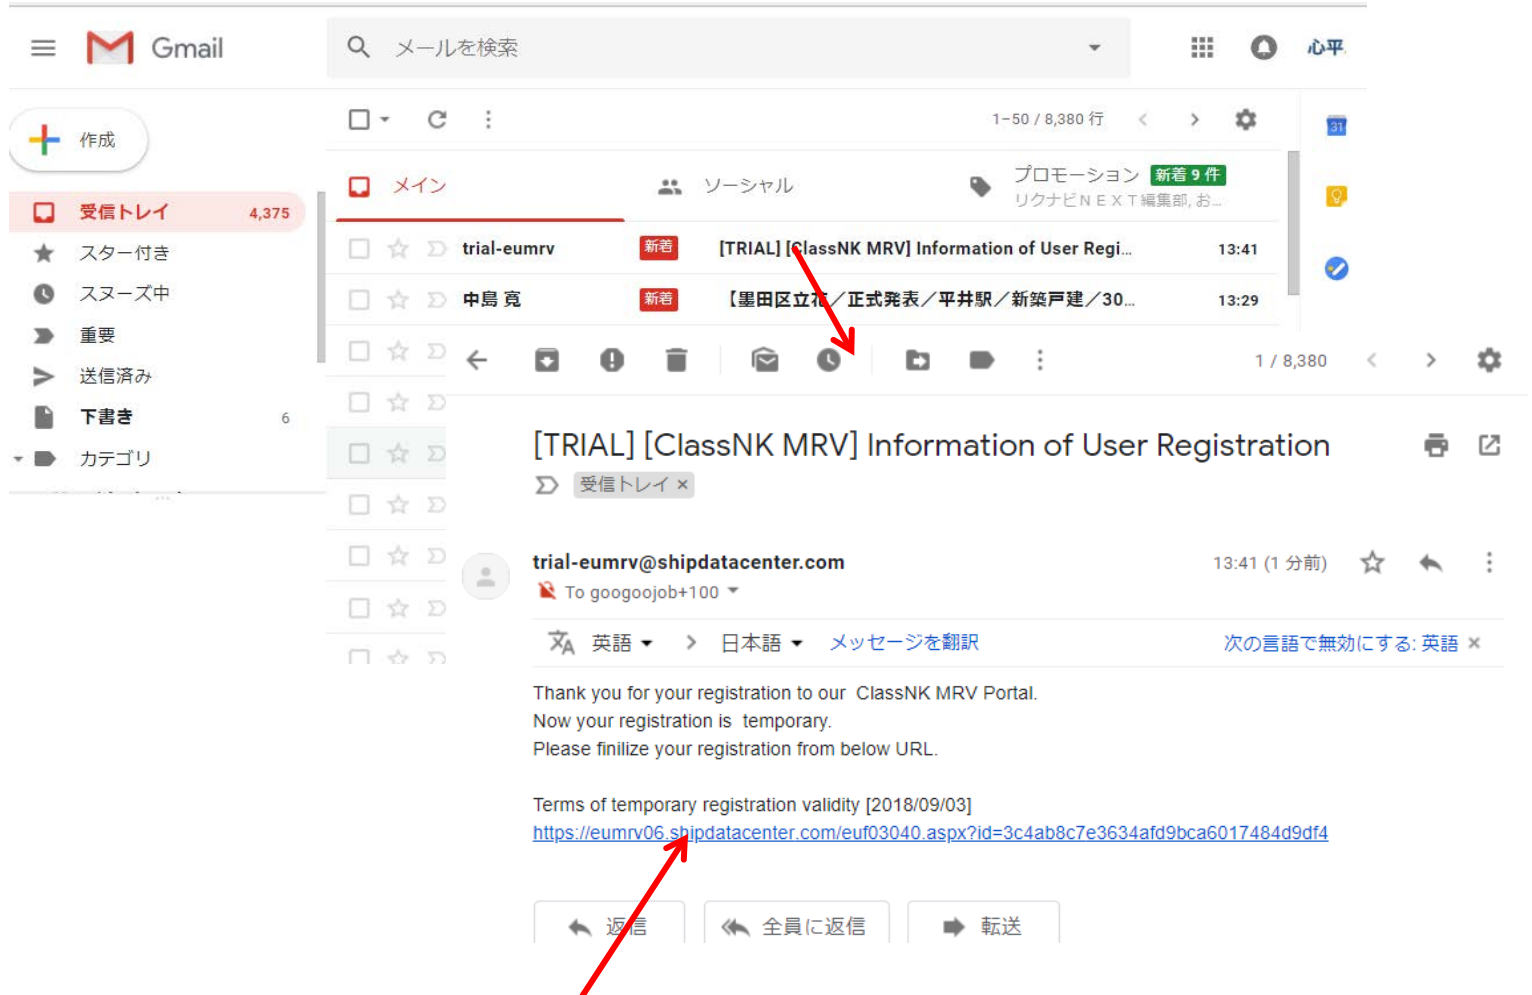 Gmail
メールを検索
心平
作成
1-50 / 8,380 行
31
メイン
ソーシャル
プロモーション 新着 9 件
リクナビＮＥＸＴ編集部, お...
受信トレイ 4,375
スター付き
スヌーズ中
重要
送信済み
下書き 6
カテゴリ
trial-eumrv 新着 [TRIAL] [ClassNK MRV] Information of User Regi... 13:41
中島 寛 新着 【墨田区立花／正式発表／平井駅／新築戸建／30... 13:29
1 / 8,380
[TRIAL] [ClassNK MRV] Information of User Registration
受信トレイ ×
trial-eumrv@shipdatacenter.com 13:41 (1 分前)
To googoojob+100
英語 > 日本語 メッセージを翻訳 次の言語で無効にする: 英語 ×
Thank you for your registration to our ClassNK MRV Portal.
Now your registration is temporary.
Please finilize your registration from below URL.
Terms of temporary registration validity [2018/09/03]
https://eumrv06.shipdatacenter.com/euf03040.aspx?id=3c4ab8c7e3634afd9bca6017484d9df4
返信 全員に返信 転送